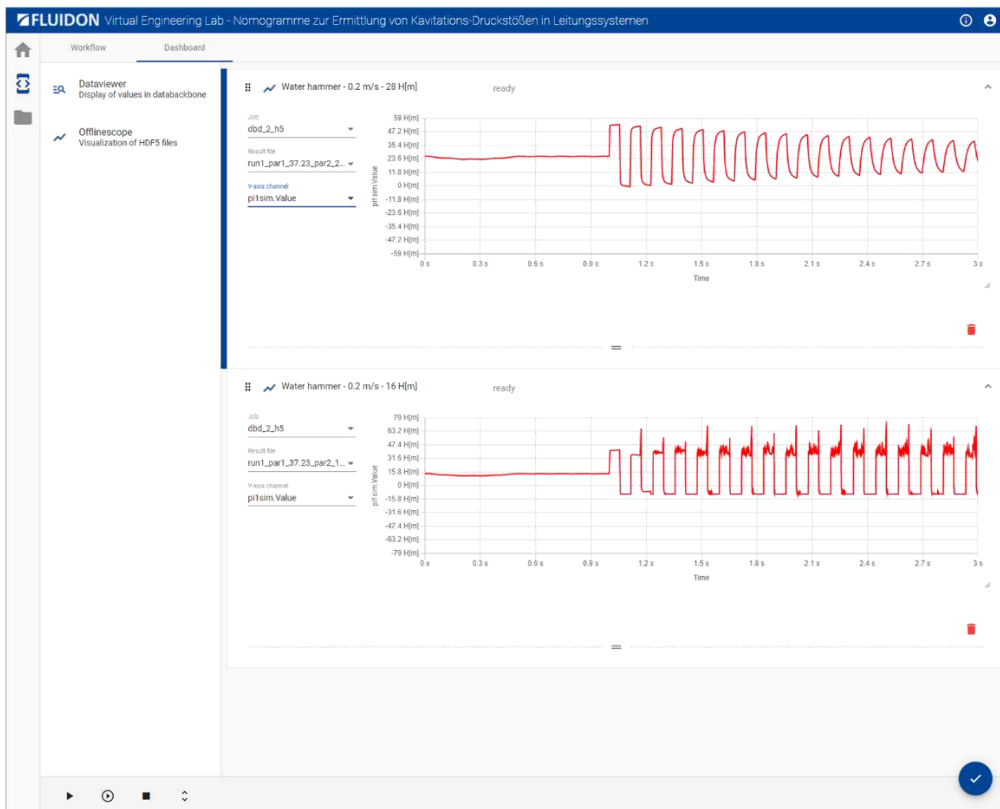 FLUIDON Virtual Engineering Lab - Nomogramme zur Ermittlung von Kavitations-Druckstößen in Leitungssystemen
Workflow Dashboard
Dataviewer
Display of values in databackbone
Offlinescope
Visualization of HDF5 files
Water hammer - 0.2 m/s - 28 H[m] ready
Job
dbd_2_h5
Result file
run1_par1_37.23_par2_2...
Y-axis channel
pi1sim.Value
pi1sim.Value
59 H[m]
47.2 H[m]
35.4 H[m]
23.6 H[m]
11.8 H[m]
0 H[m]
-11.8 H[m]
-23.6 H[m]
-35.4 H[m]
-47.2 H[m]
-59 H[m]
0 s 0.3 s 0.6 s 0.9 s 1.2 s 1.5 s 1.8 s 2.1 s 2.4 s 2.7 s 3 s
Time
Water hammer - 0.2 m/s - 16 H[m] ready
Job
dbd_2_h5
Result file
run1_par1_37.23_par2_1...
Y-axis channel
pi1sim.Value
pi1sim.Value
79 H[m]
63.2 H[m]
47.4 H[m]
31.6 H[m]
15.8 H[m]
0 H[m]
-15.8 H[m]
-31.6 H[m]
-47.4 H[m]
-63.2 H[m]
-79 H[m]
0 s 0.3 s 0.6 s 0.9 s 1.2 s 1.5 s 1.8 s 2.1 s 2.4 s 2.7 s 3 s
Time